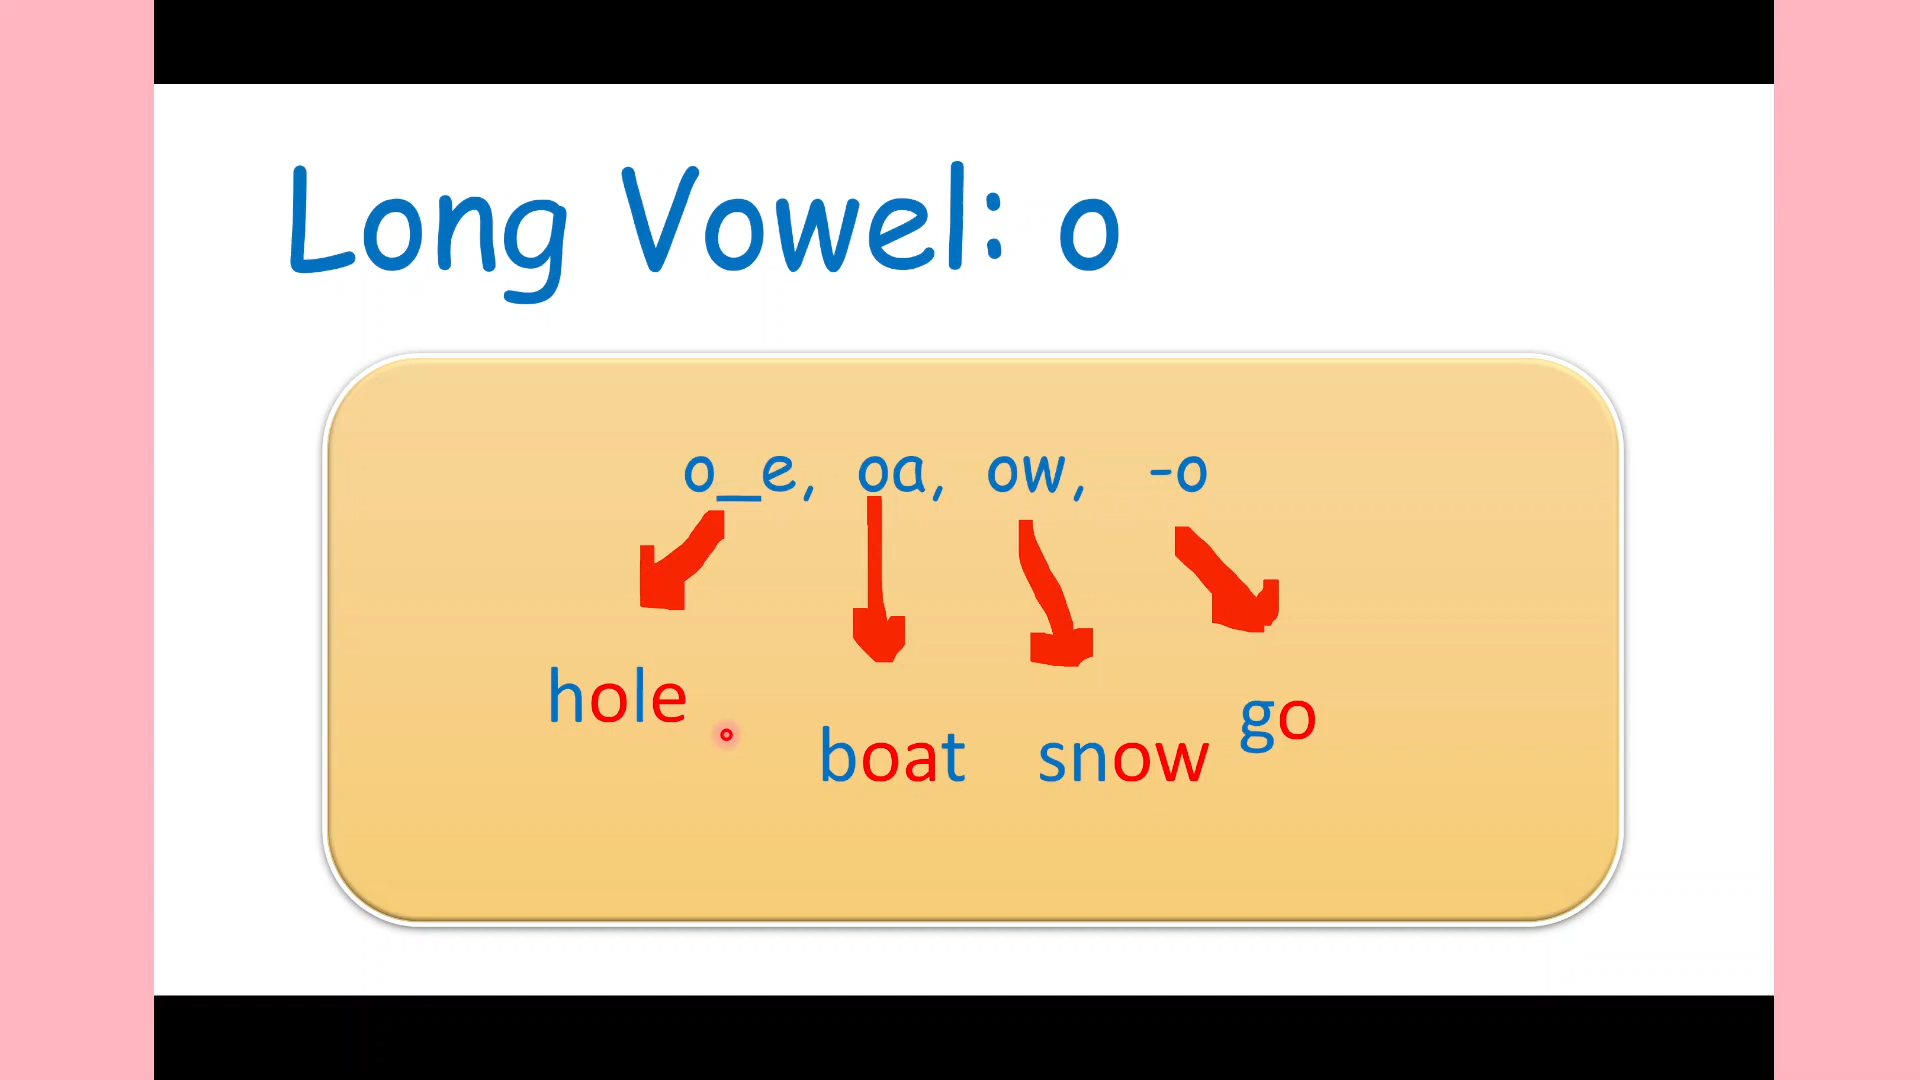 Long Vowel: o
o_e, oa, ow, -o
hole
boat
snow
go